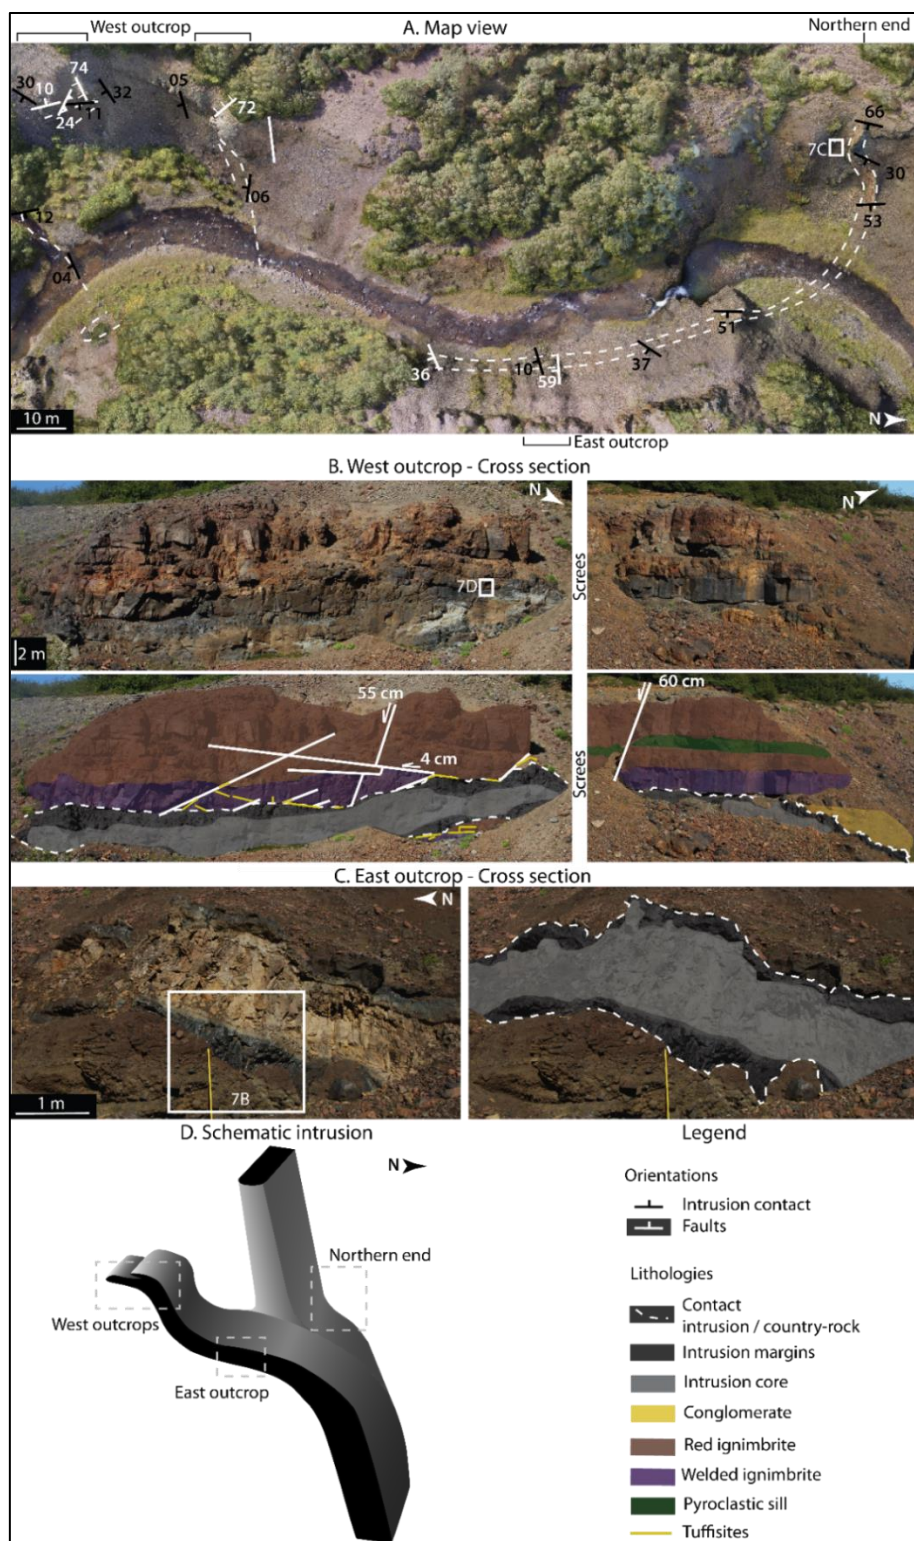 West outcrop
A. Map view
Northern end
30
10
74
24
11
32
05
72
06
12
04
7C
66
30
53
51
37
36
10
59
10 m
N
East outcrop
B. West outcrop - Cross section
N
7D
2 m
Screes
N
55 cm
4 cm
Screes
60 cm
C. East outcrop - Cross section
N
7B
1 m
D. Schematic intrusion
N
Northern end
West outcrops
East outcrop
Legend
Orientations
Intrusion contact
Faults
Lithologies
Contact
intrusion / country-rock
Intrusion margins
Intrusion core
Conglomerate
Red ignimbrite
Welded ignimbrite
Pyroclastic sill
Tuffisites